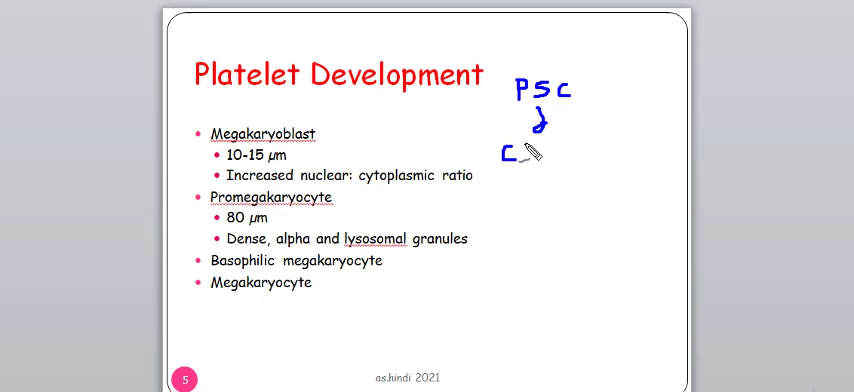 Platelet Development
PSC
C
• Megakaryoblast
• 10-15 µm
• Increased nuclear: cytoplasmic ratio
• Promegakaryocyte
• 80 µm
• Dense, alpha and lysosomal granules
• Basophilic megakaryocyte
• Megakaryocyte
5
as.hindi 2021